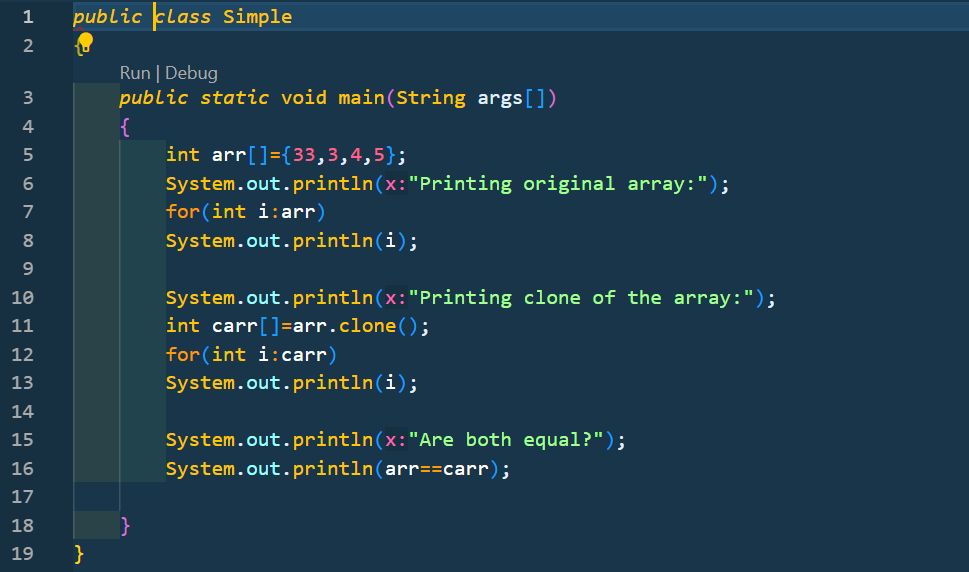 1 public class Simple
2 {
Run | Debug
3 public static void main(String args[])
4 {
5 int arr[]={33,3,4,5};
6 System.out.println(x:"Printing original array:");
7 for(int i:arr)
8 System.out.println(i);
9
10 System.out.println(x:"Printing clone of the array:");
11 int carr[]=arr.clone();
12 for(int i:carr)
13 System.out.println(i);
14
15 System.out.println(x:"Are both equal?");
16 System.out.println(arr==carr);
17
18 }
19 }